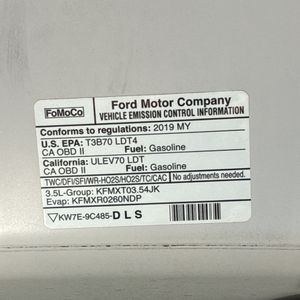 FoMoCo
Ford Motor Company
VEHICLE EMISSION CONTROL INFORMATION
Conforms to regulations: 2019 MY
U.S. EPA: T3B70 LDT4
CA OBD II Fuel: Gasoline
California: ULEV70 LDT
CA OBD II Fuel: Gasoline
TWC/DFI/SFI/WR-HO2S/HO2S/TC/CAC No adjustments needed.
3.5L-Group: KFMXT03.54JK
Evap: KFMXR0260NDP
KW7E-9C485-DLS